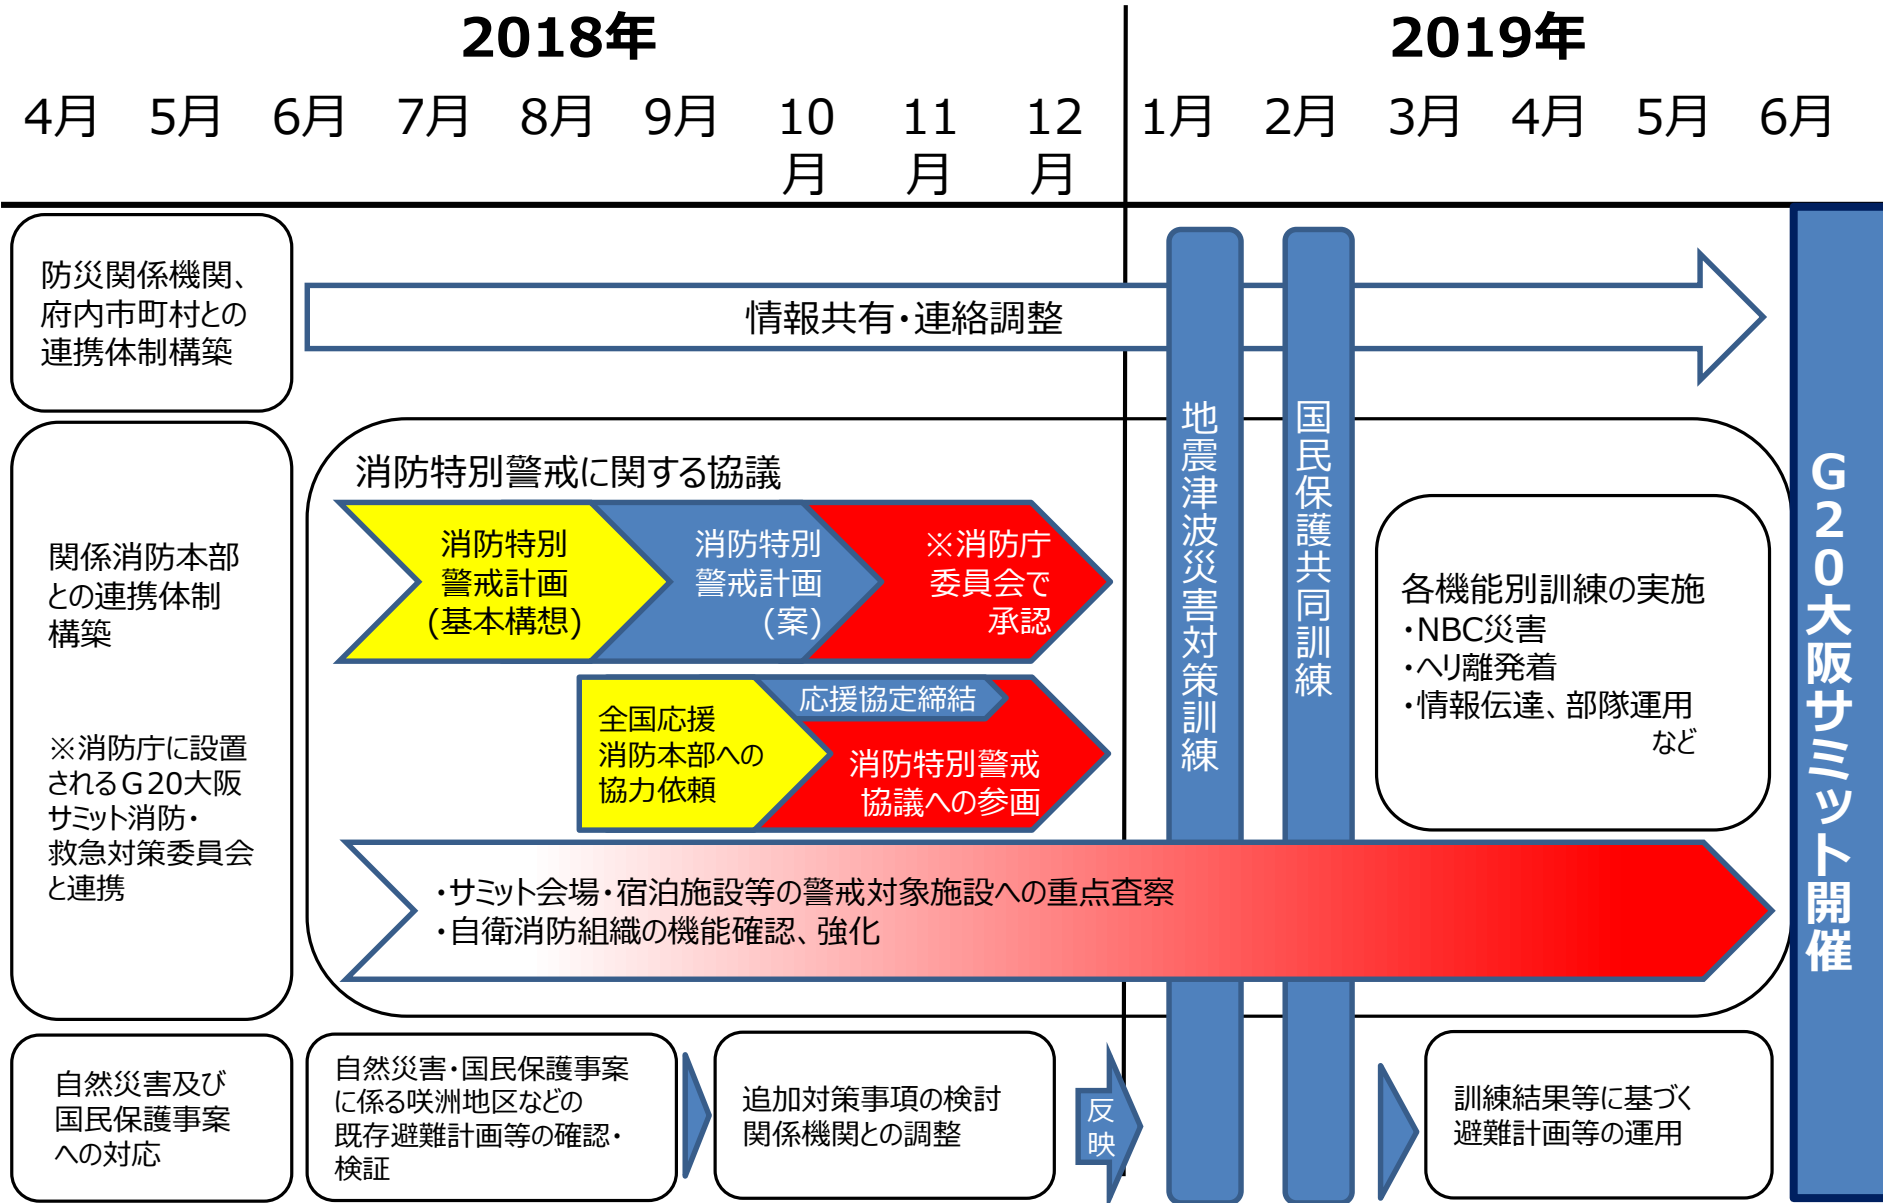 2018年
2019年
4月
5月
6月
7月
8月
9月
10
月
11
月
12
月
1月
2月
3月
4月
5月
6月
防災関係機関、
府内市町村との
連携体制構築
情報共有・連絡調整
関係消防本部
との連携体制
構築
※消防庁に設置
されるG20大阪
サミット消防・
救急対策委員会
と連携
消防特別警戒に関する協議
消防特別
警戒計画
(基本構想)
消防特別
警戒計画
(案)
※消防庁
委員会で
承認
全国応援
消防本部への
協力依頼
応援協定締結
消防特別警戒
協議への参画
・サミット会場・宿泊施設等の警戒対象施設への重点査察
・自衛消防組織の機能確認、強化
地震津波災害対策訓練
国民保護共同訓練
各機能別訓練の実施
・NBC災害
・ヘリ離発着
・情報伝達、部隊運用
など
G20大阪サミット開催
自然災害及び
国民保護事案
への対応
自然災害・国民保護事案
に係る咲洲地区などの
既存避難計画等の確認・
検証
追加対策事項の検討
関係機関との調整
反映
訓練結果等に基づく
避難計画等の運用